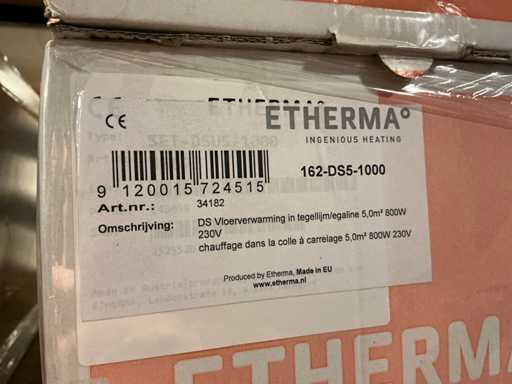 CE
ETHERMA°
INGENIOUS HEATING
162-DS5-1000
9 120015 724515
Art.nr.: 34182
Omschrijving: DS Vloerverwarming in tegellijm/egaline 5,0m² 800W
230V
chauffage dans la colle à carrelage 5,0m² 800W 230V
Produced by Etherma, Made in EU
www.etherma.nl
ETHERMA°